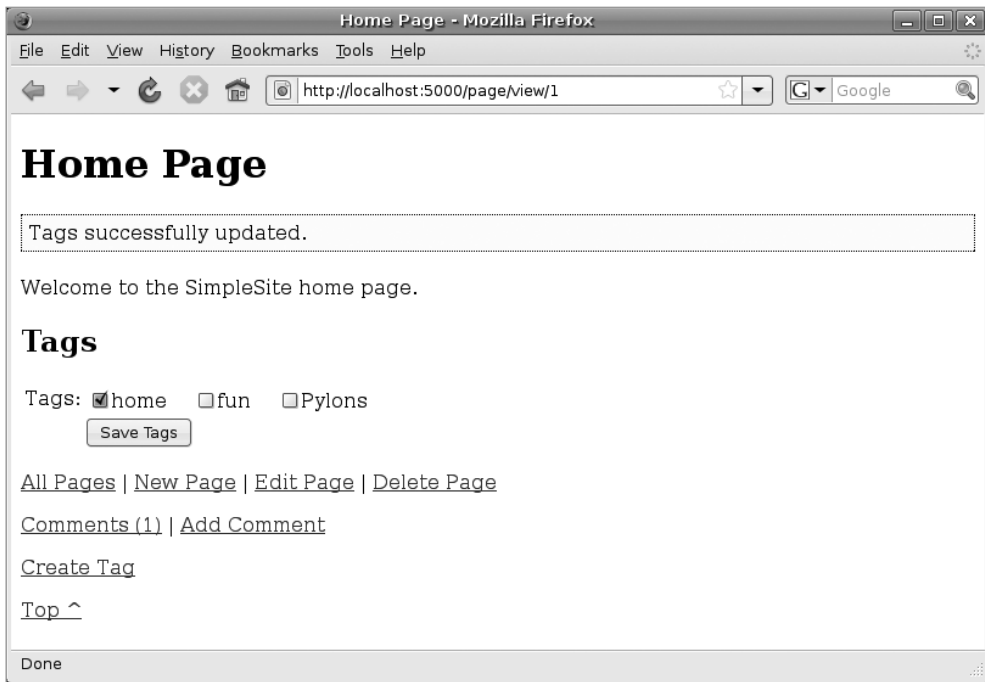 Home Page - Mozilla Firefox
File Edit View History Bookmarks Tools Help
http://localhost:5000/page/view/1 G Google
Home Page
Tags successfully updated.
Welcome to the SimpleSite home page.
Tags
Tags: home fun Pylons
Save Tags
All Pages | New Page | Edit Page | Delete Page
Comments (1) | Add Comment
Create Tag
Top ^
Done